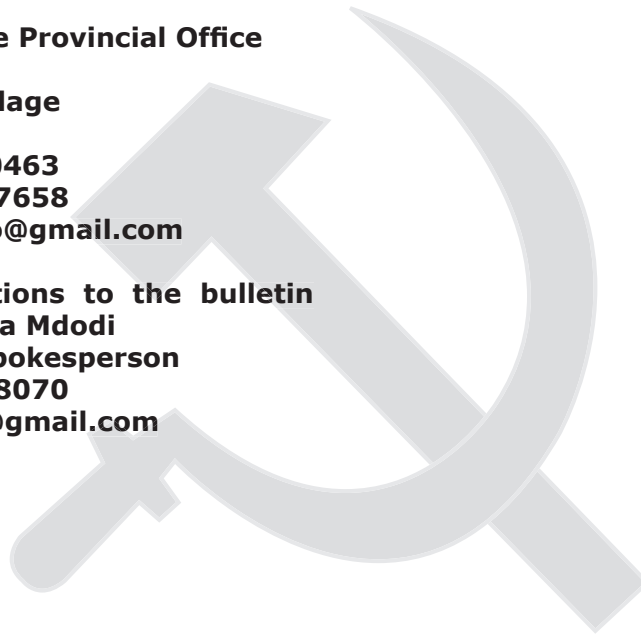 e Provincial Office
lage
0463
7658
@gmail.com
tions to the bulletin
a Mdodi
pokesperson
8070
@gmail.com